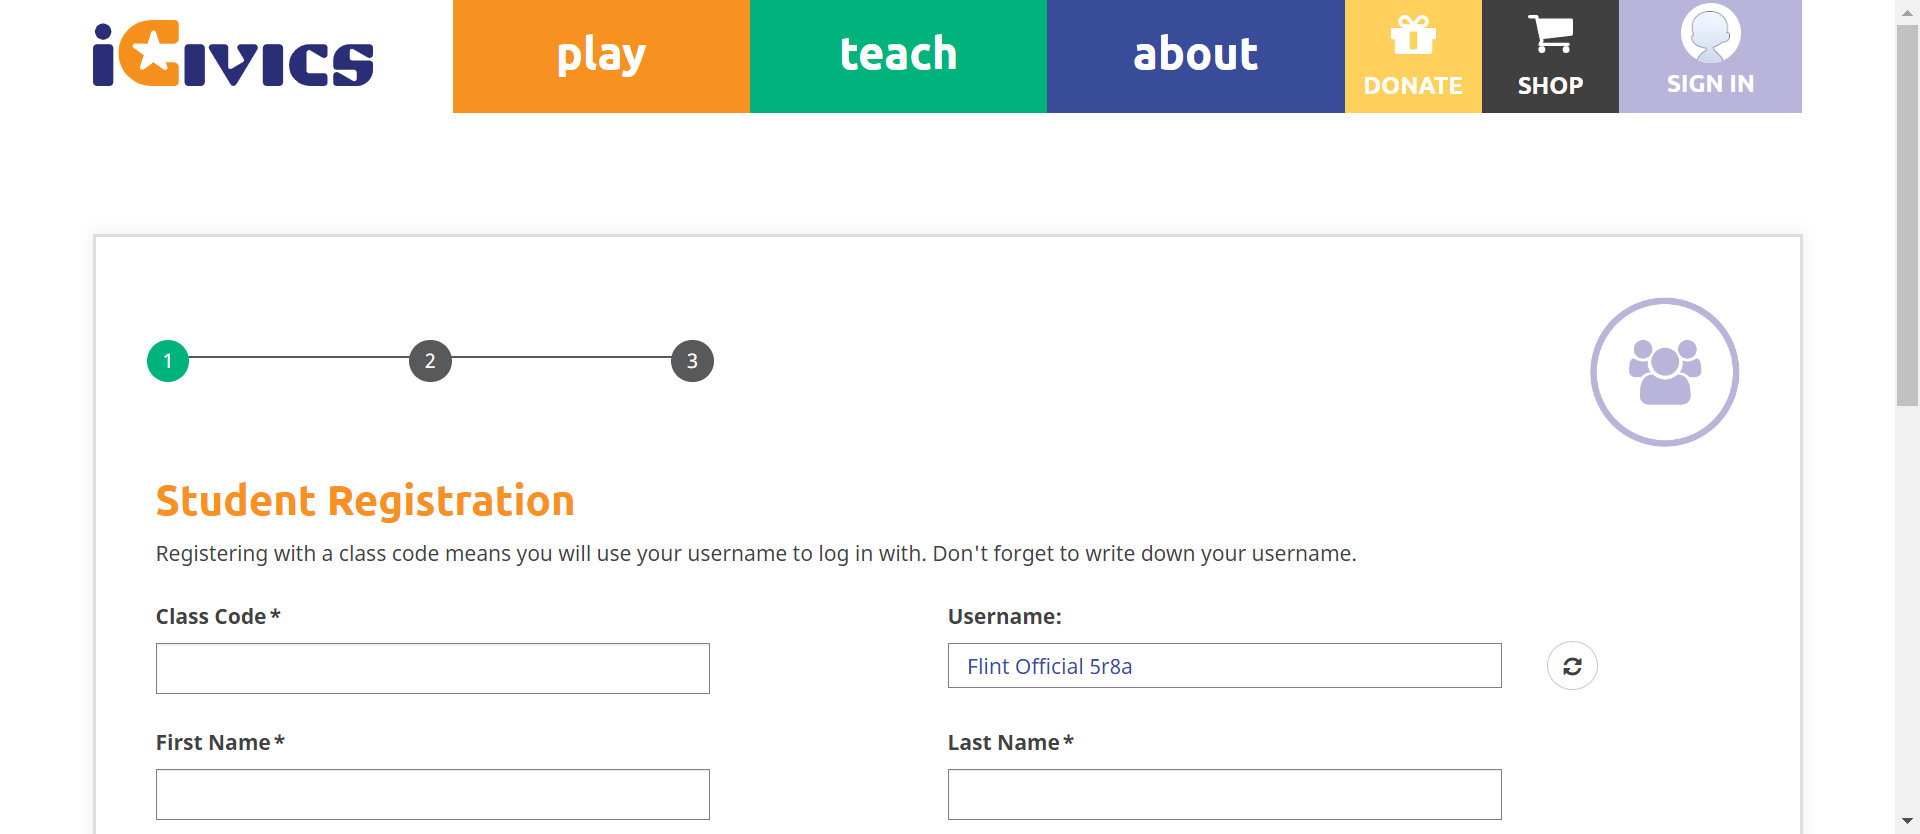 iCivics
play
teach
about
DONATE
SHOP
SIGN IN
1
2
3
Student Registration
Registering with a class code means you will use your username to log in with. Don't forget to write down your username.
Class Code*
Username:
Flint Official 5r8a
First Name*
Last Name*